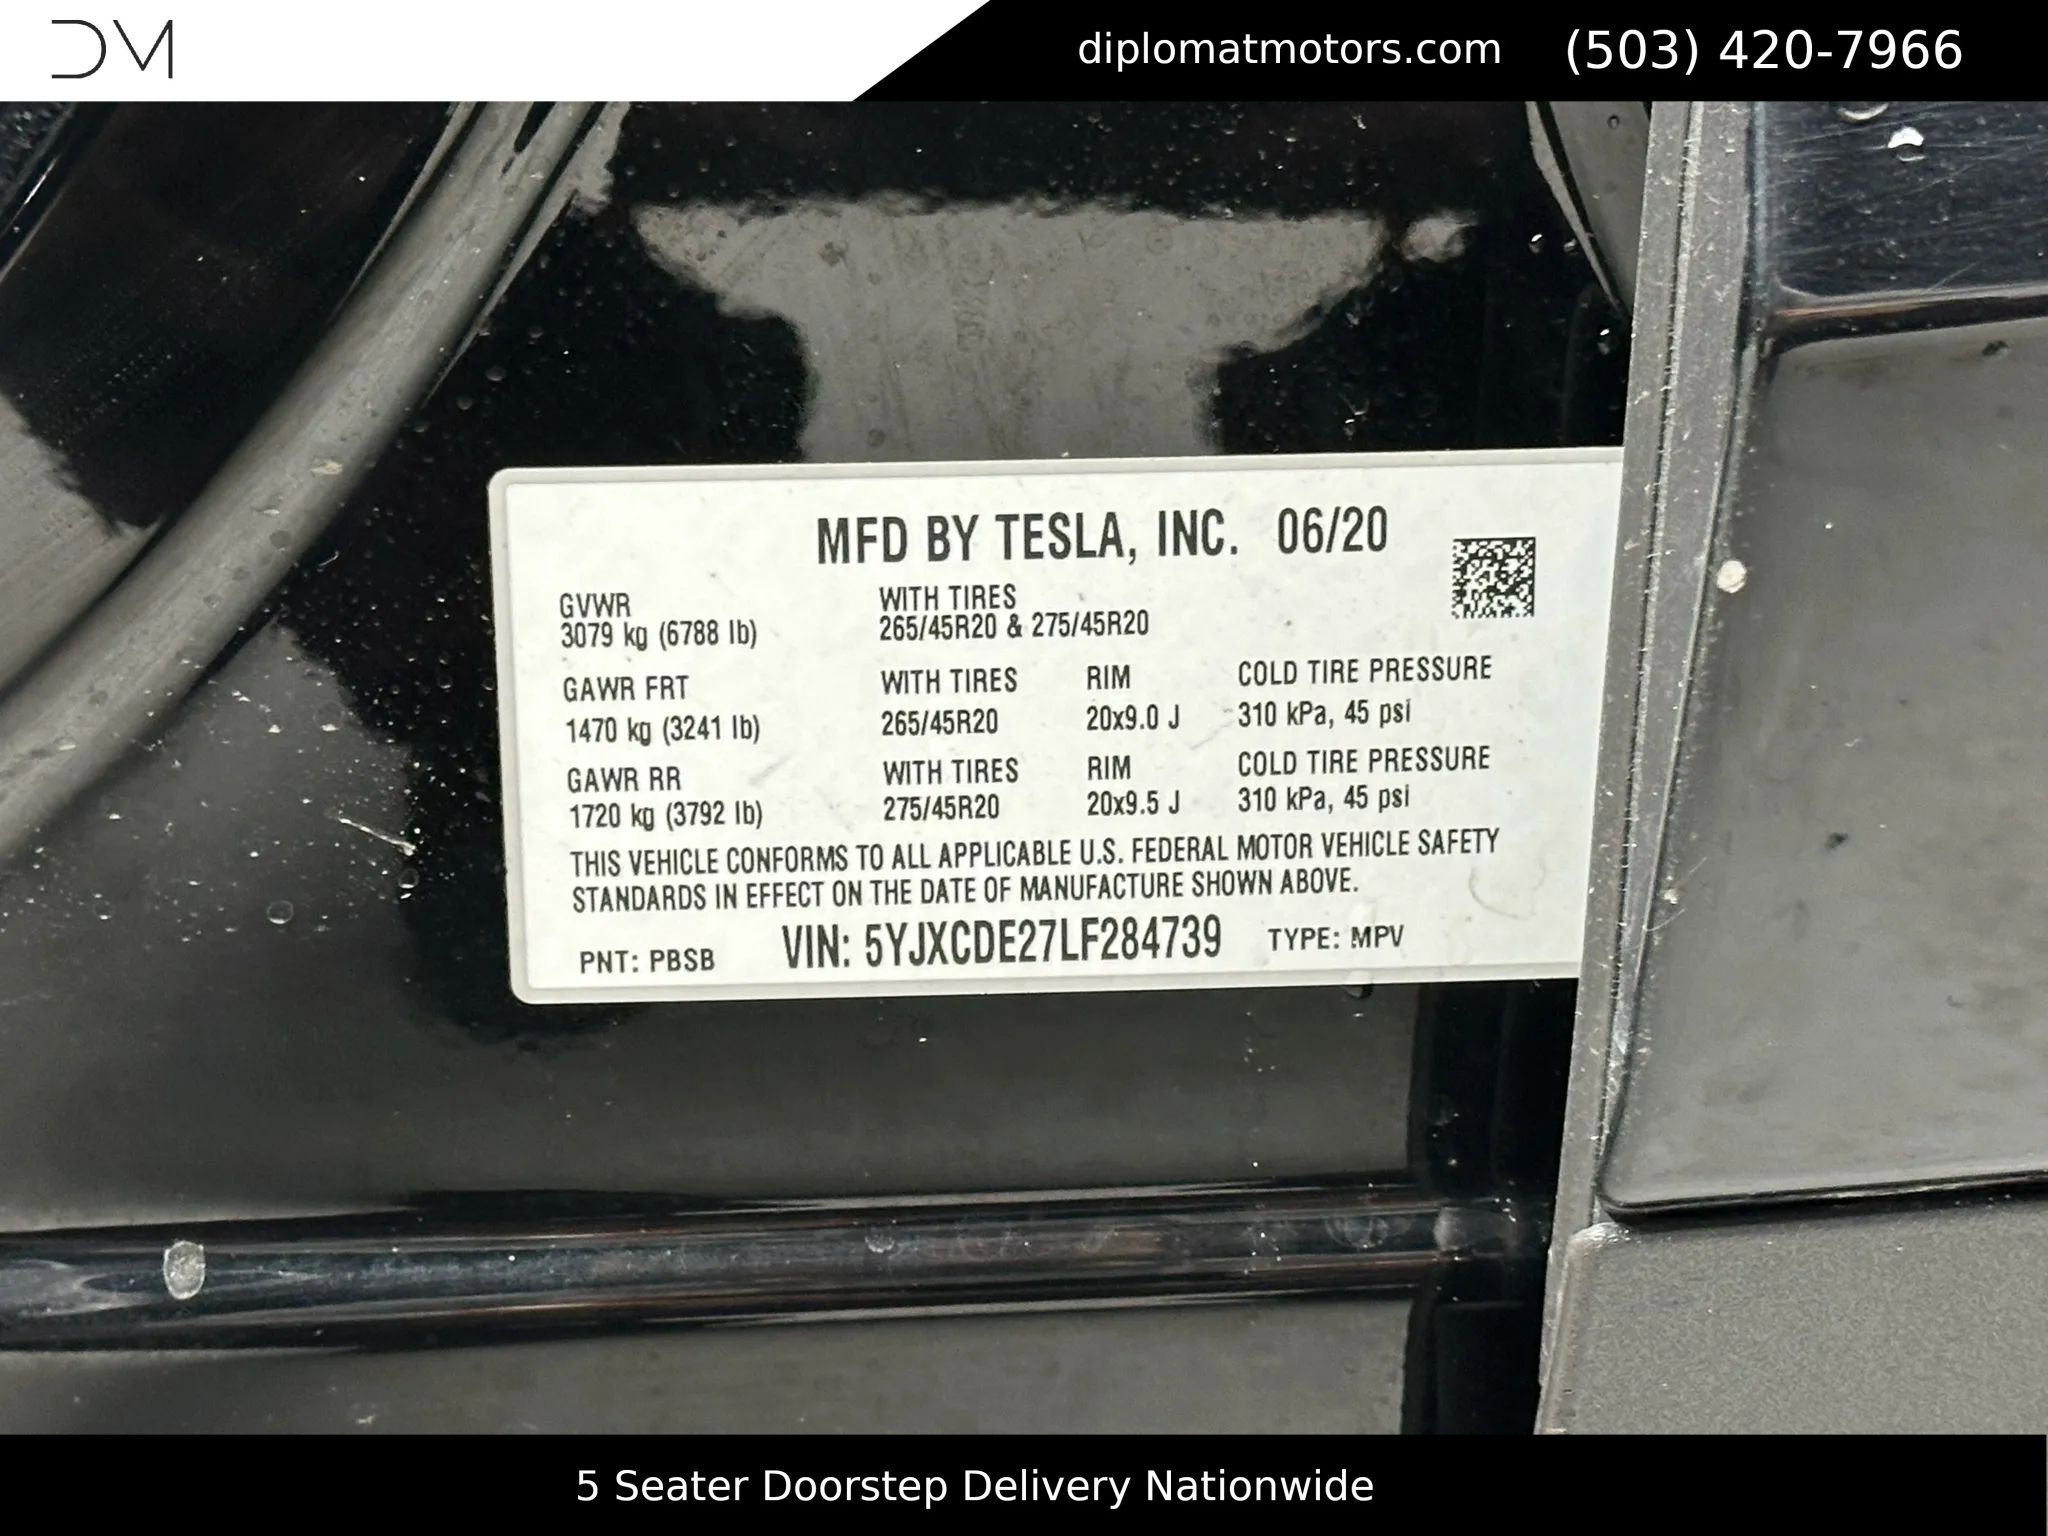 DM
diplomatmotors.com (503) 420-7966
MFD BY TESLA, INC. 06/20
GVWR WITH TIRES
3079 kg (6788 lb) 265/45R20 & 275/45R20
GAWR FRT WITH TIRES RIM COLD TIRE PRESSURE
1470 kg (3241 lb) 265/45R20 20x9.0 J 310 kPa, 45 psi
GAWR RR WITH TIRES RIM COLD TIRE PRESSURE
1720 kg (3792 lb) 275/45R20 20x9.5 J 310 kPa, 45 psi
THIS VEHICLE CONFORMS TO ALL APPLICABLE U.S. FEDERAL MOTOR VEHICLE SAFETY
STANDARDS IN EFFECT ON THE DATE OF MANUFACTURE SHOWN ABOVE.
PNT: PBSB VIN: 5YJXCDE27LF284739 TYPE: MPV
5 Seater Doorstep Delivery Nationwide